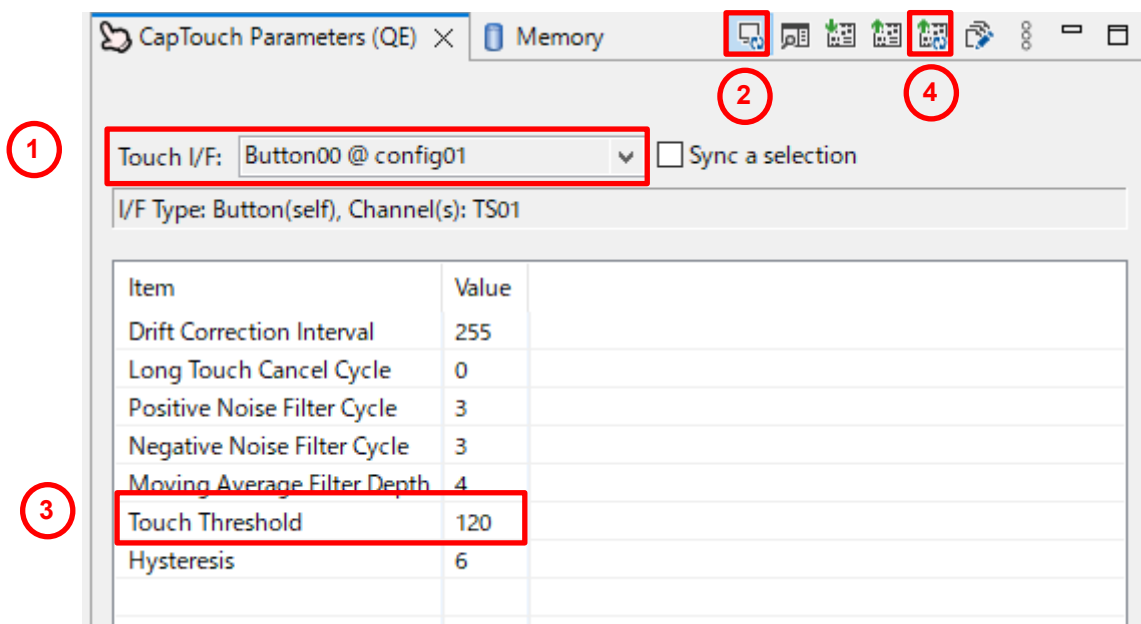 CapTouch Parameters (QE) Memory
2
4
1
Touch I/F: Button00 @ config01 Sync a selection
I/F Type: Button(self), Channel(s): TS01
Item Value
Drift Correction Interval 255
Long Touch Cancel Cycle 0
Positive Noise Filter Cycle 3
Negative Noise Filter Cycle 3
Moving Average Filter Depth 4
3
Touch Threshold 120
Hysteresis 6